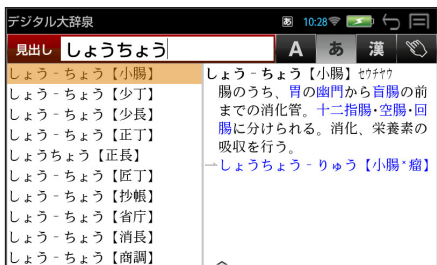 デジタル大辞泉 あ 10:28
見出し しょうちょう A あ 漢
しょう‐ちょう【小腸】
しょう‐ちょう【少丁】
しょう‐ちょう【少長】
しょう‐ちょう【正丁】
しょうちょう【正長】
しょう‐ちょう【匠丁】
しょう‐ちょう【抄帳】
しょう‐ちょう【省庁】
しょう‐ちょう【消長】
しょう‐ちょう【商調】
しょう‐ちょう【小腸】セウチヤウ
腸のうち、胃の幽門から盲腸の前
までの消化管。十二指腸・空腸・回
腸に分けられる。消化、栄養素の
吸収を行う。
しょうちょう‐りゅう【小腸×瘤】